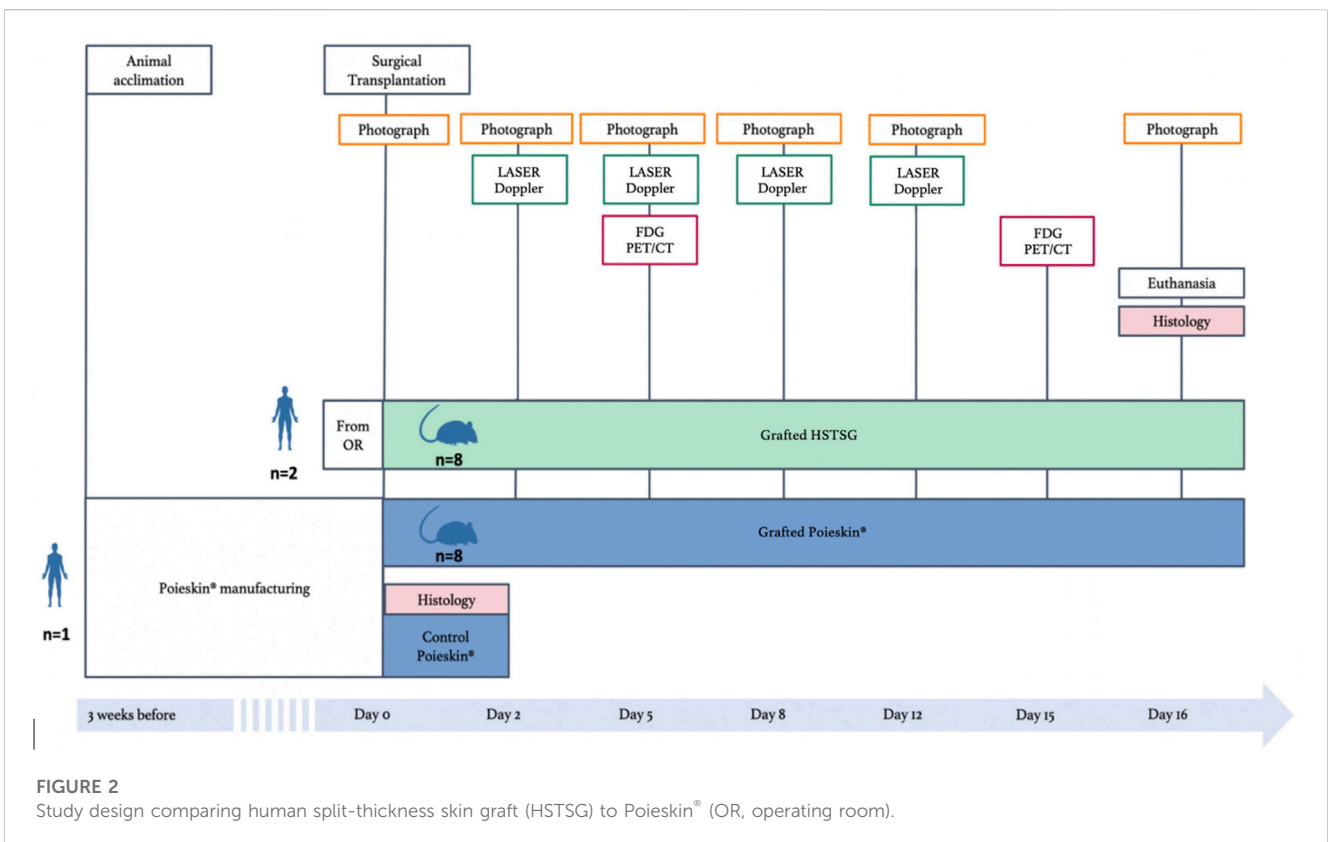 Animal
acclimation
Surgical
Transplantation
Photograph
Photograph
Photograph
Photograph
Photograph
Photograph
LASER
Doppler
LASER
Doppler
LASER
Doppler
LASER
Doppler
FDG
PET/CT
FDG
PET/CT
Euthanasia
Histology
n=2
From
OR
n=8
Grafted HSTSG
n=1
Poieskin® manufacturing
n=8
Grafted Poieskin®
Histology
Control
Poieskin®
3 weeks before
Day 0
Day 2
Day 5
Day 8
Day 12
Day 15
Day 16
FIGURE 2
Study design comparing human split-thickness skin graft (HSTSG) to Poieskin® (OR, operating room).